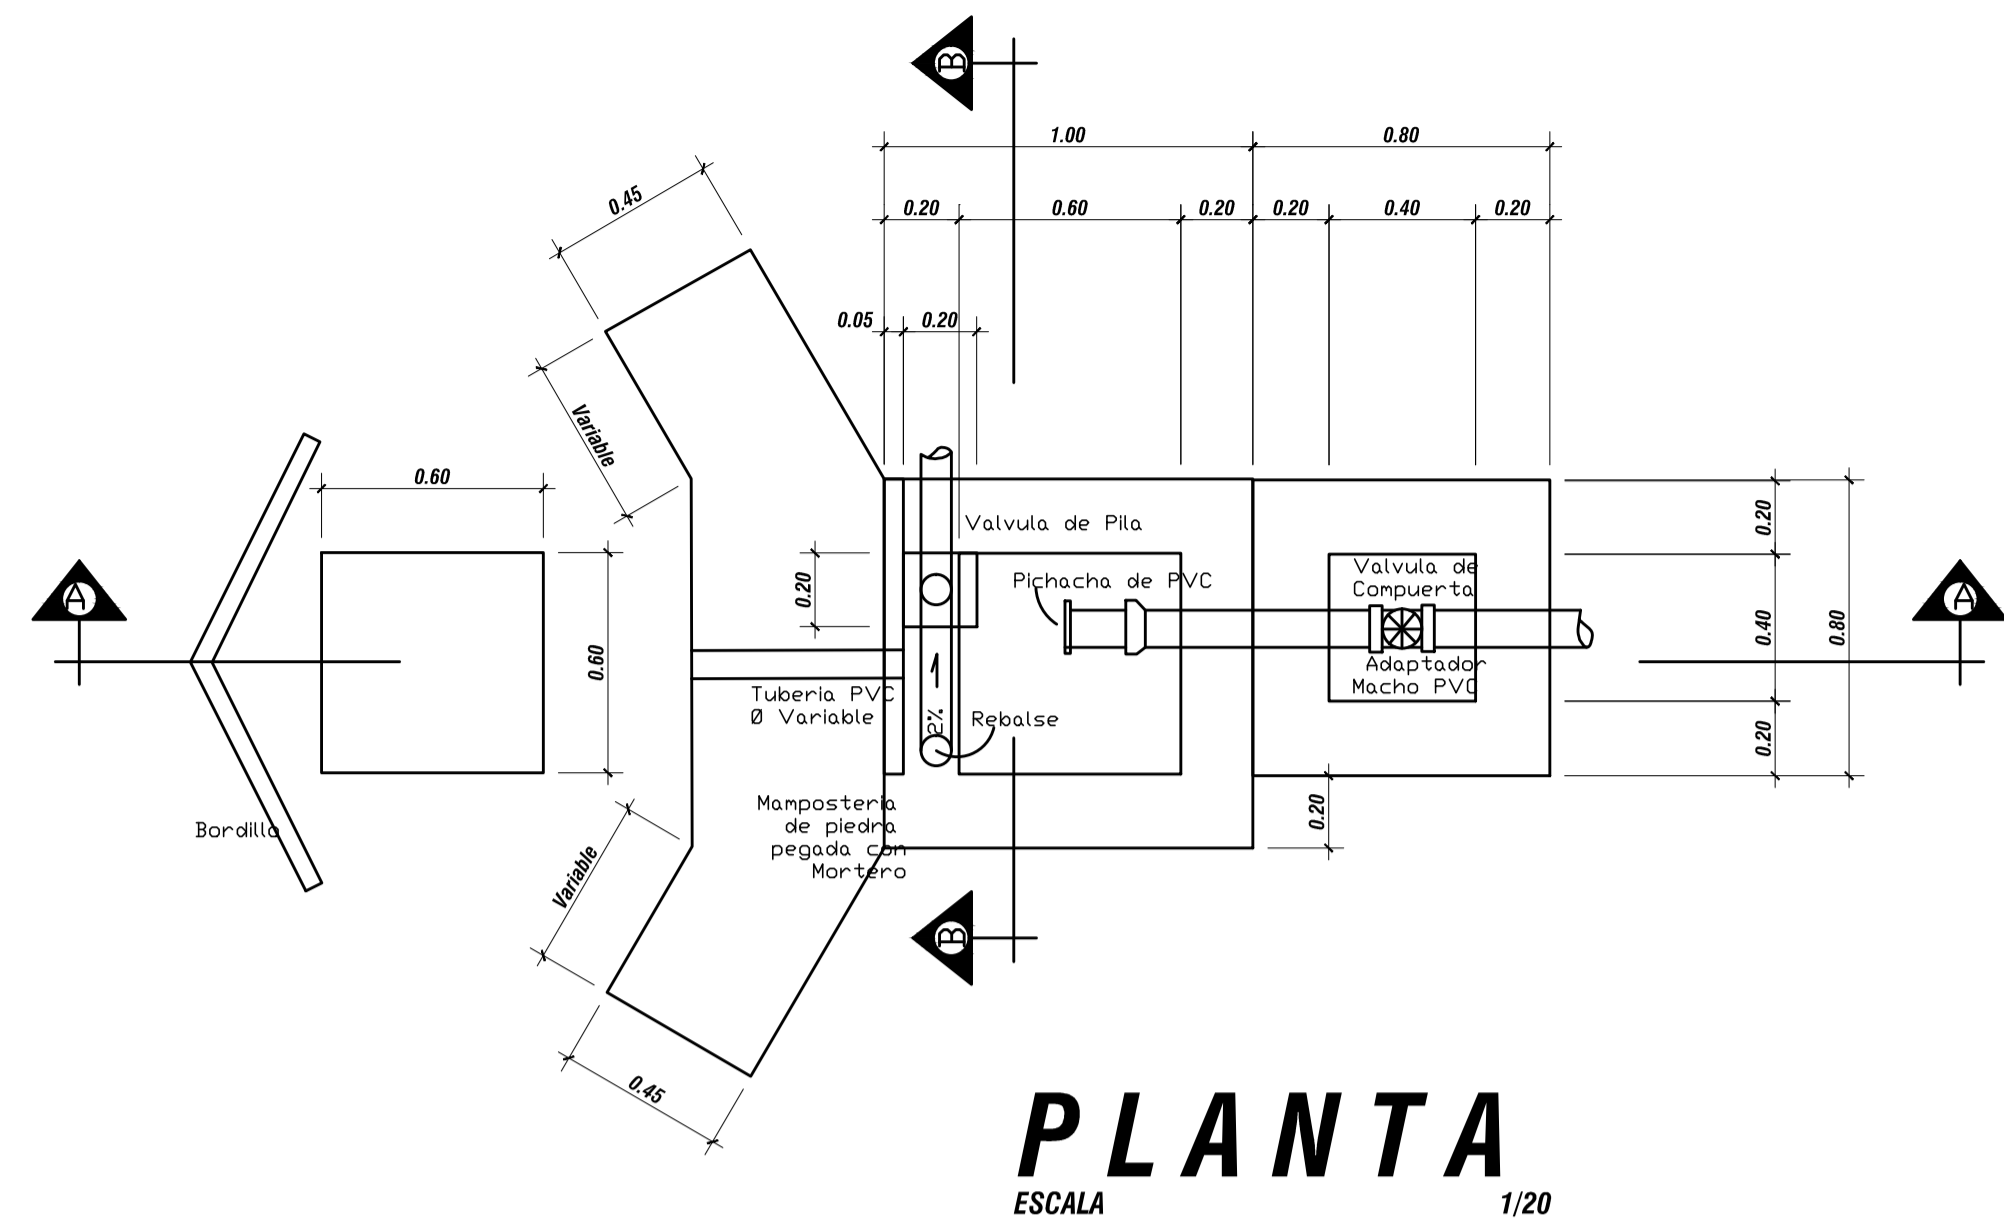 B
1.00
0.80
0.45
0.20
0.60
0.20
0.20
0.40
0.20
0.05
0.20
Variable
0.60
Valvula de Pila
0.20
Pichacha de PVC
Valvula de
Compuerta
0.20
A
0.60
0.40
0.80
A
1
Adaptador
Macho PVC
Tuberia PVC
Ø Variable
2%
Rebalse
0.20
Bordillo
Mamposteria
de piedra
pegada con
Mortero
0.20
Variable
B
0.45
PLANTA
ESCALA 1/20